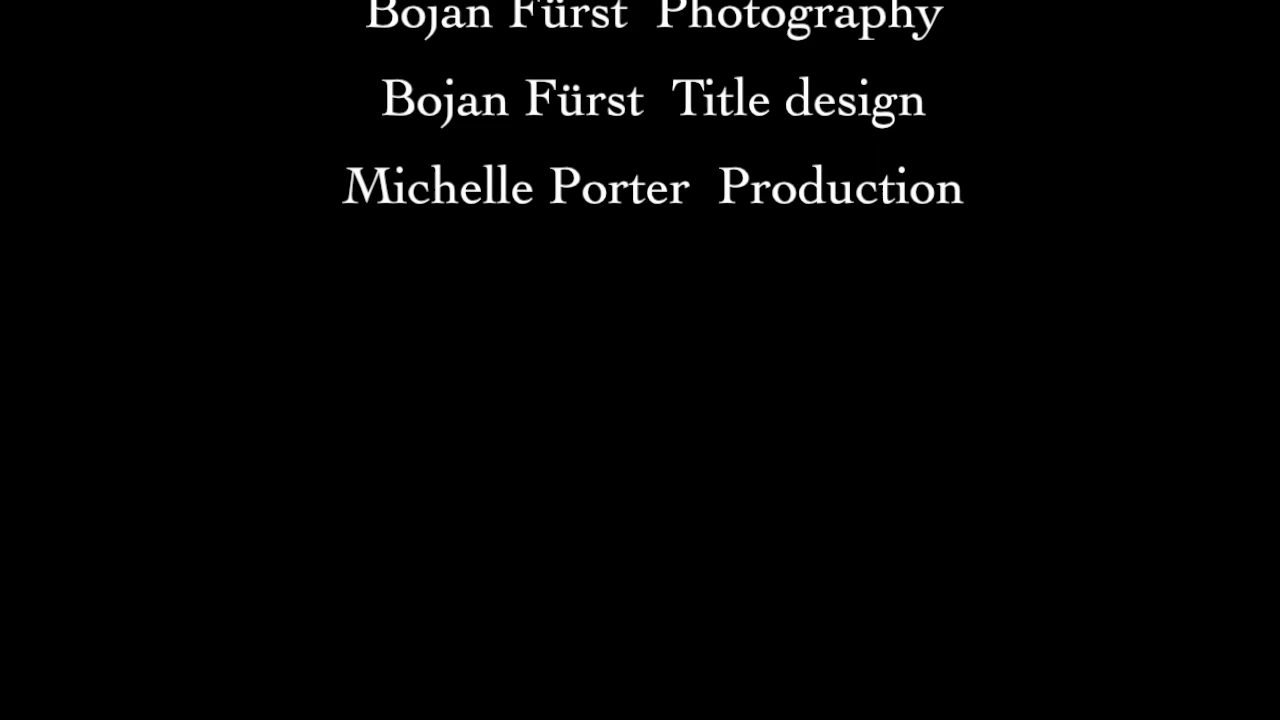 Bojan Fürst  Photography
Bojan Fürst  Title design
Michelle Porter  Production